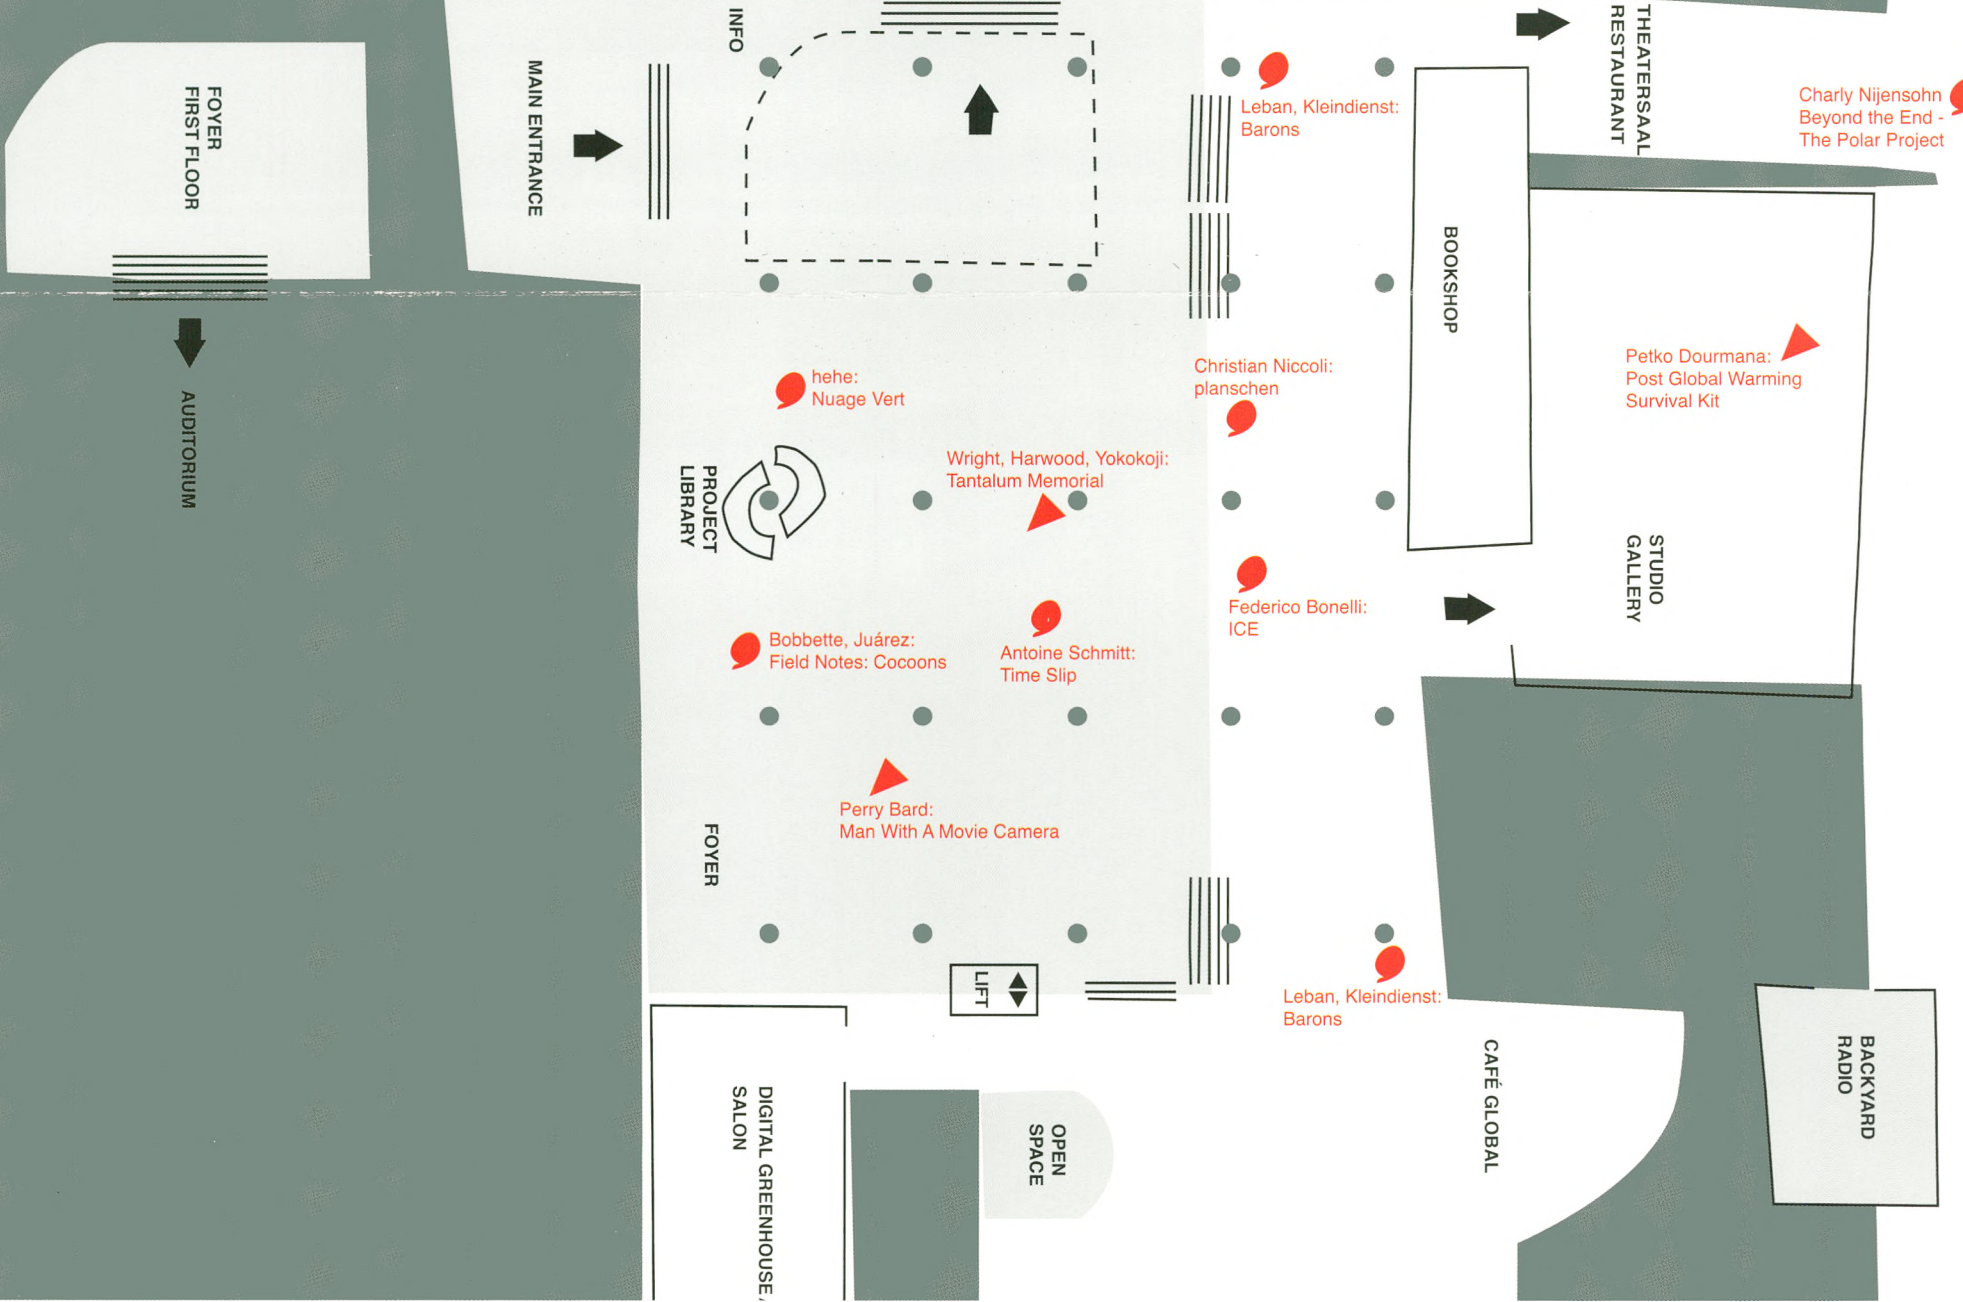 FOYER
FIRST FLOOR
AUDITORIUM
MAIN ENTRANCE
INFO
Leban, Kleindienst:
Barons
THEATERSAAL
RESTAURANT
Charly Nijensohn
Beyond the End -
The Polar Project
BOOKSHOP
hehe:
Nuage Vert
Christian Niccoli:
planschen
Petko Dourmana:
Post Global Warming
Survival Kit
PROJECT
LIBRARY
Wright, Harwood, Yokokoji:
Tantalum Memorial
STUDIO
GALLERY
Federico Bonelli:
ICE
Bobbette, Juárez:
Field Notes: Cocoons
Antoine Schmitt:
Time Slip
Perry Bard:
Man With A Movie Camera
FOYER
LIFT
Leban, Kleindienst:
Barons
DIGITAL GREENHOUSE /
SALON
OPEN
SPACE
CAFÉ GLOBAL
BACKYARD
RADIO